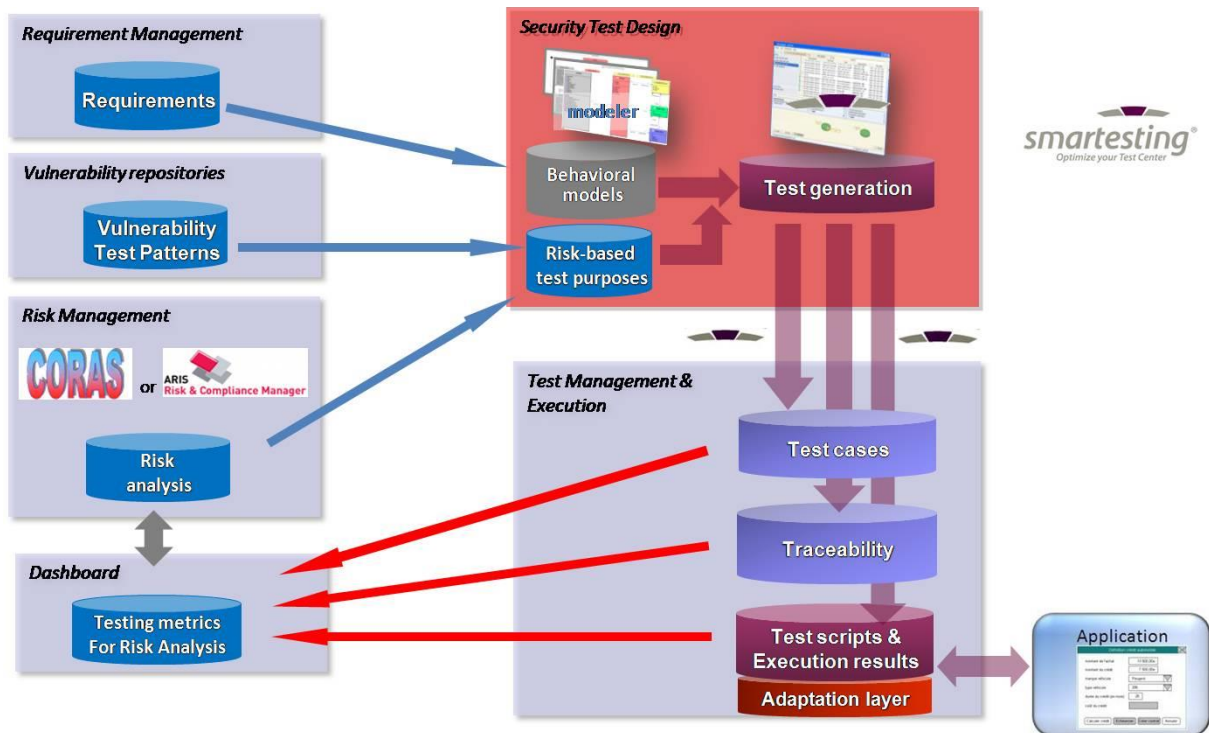 Requirement Management
Requirements
Vulnerability repositories
Vulnerability
Test Patterns
Risk Management
CORAS
or
ARIS
Risk & Compliance Manager
Risk
analysis
Dashboard
Testing metrics
For Risk Analysis
Security Test Design
modeler
Behavioral
models
Risk-based
test purposes
Test generation
smartesting®
Optimize your Test Center
Test Management &
Execution
Test cases
Traceability
Test scripts &
Execution results
Adaptation layer
Application